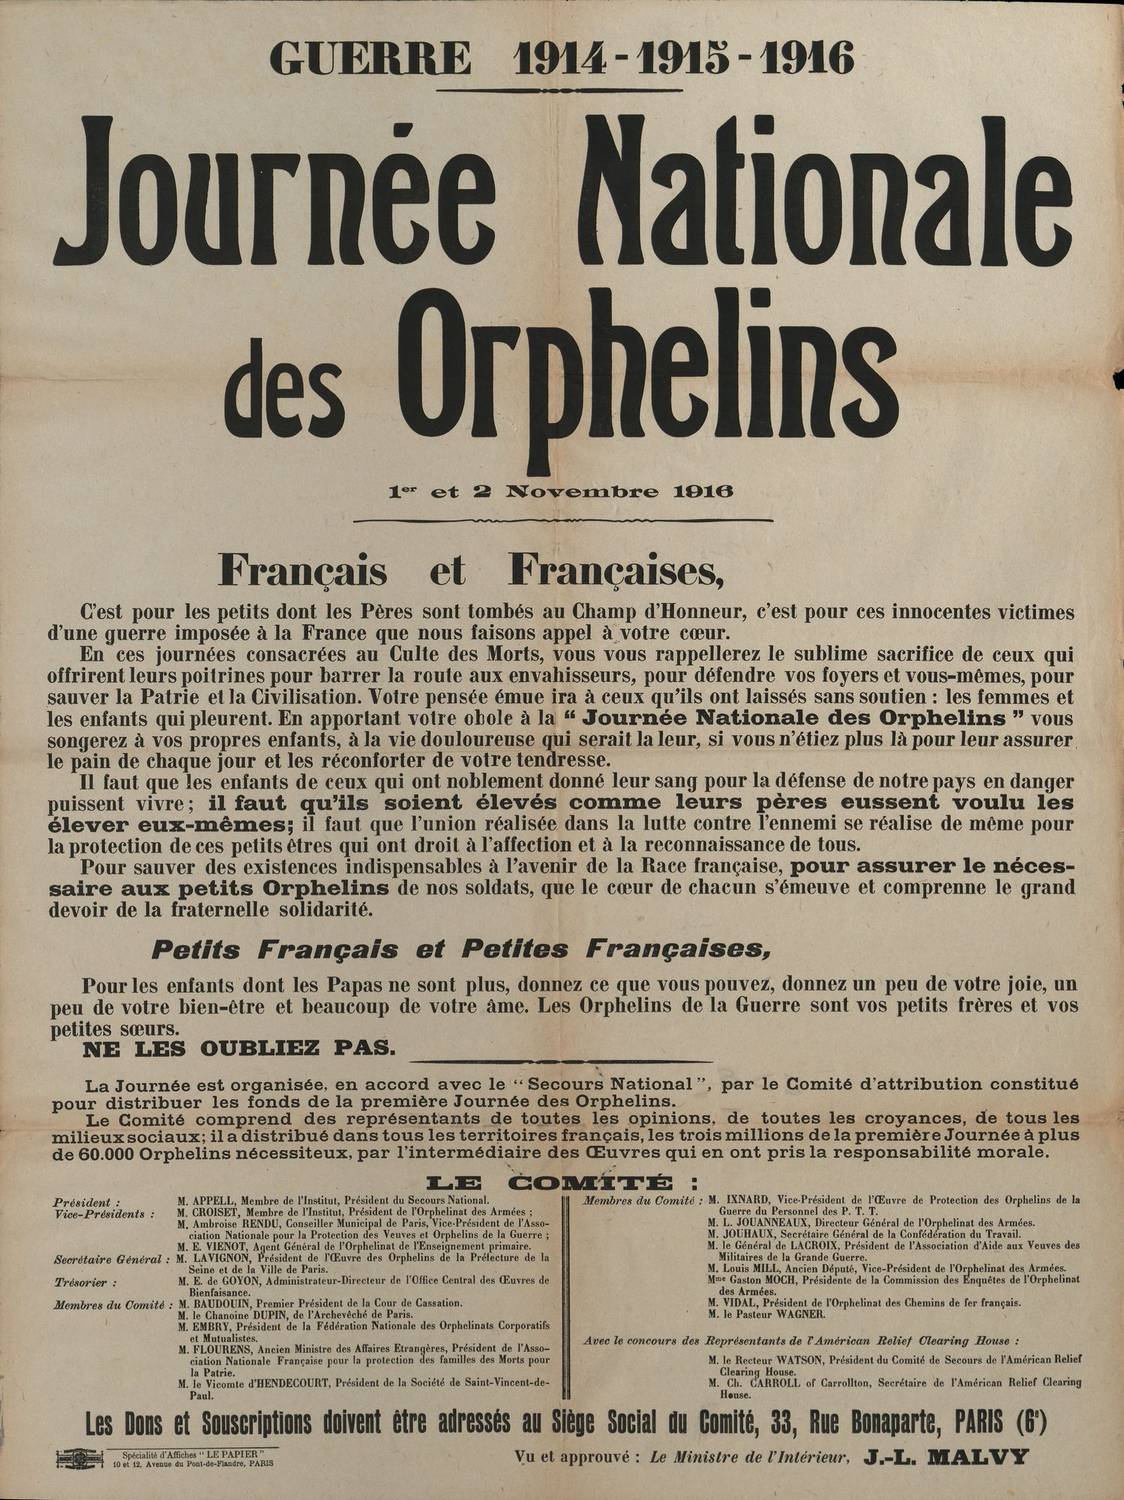 GUERRE 1914-1915-1916
Journée Nationale
des Orphelins
1er et 2 Novembre 1916
Français et Françaises,
C'est pour les petits dont les Pères sont tombés au Champ d'Honneur, c'est pour ces innocentes victimes
d'une guerre imposée à la France que nous faisons appel à votre cœur.
En ces journées consacrées au Culte des Morts, vous vous rappellerez le sublime sacrifice de ceux qui
offrirent leurs poitrines pour barrer la route aux envahisseurs, pour défendre vos foyers et vous-mêmes, pour
sauver la Patrie et la Civilisation. Votre pensée émue ira à ceux qu'ils ont laissés sans soutien : les femmes et
les enfants qui pleurent. En apportant votre obole à la " Journée Nationale des Orphelins " vous
songerez à vos propres enfants, à la vie douloureuse qui serait la leur, si vous n'étiez plus là pour leur assurer
le pain de chaque jour et les réconforter de votre tendresse.
Il faut que les enfants de ceux qui ont noblement donné leur sang pour la défense de notre pays en danger
puissent vivre ; il faut qu'ils soient élevés comme leurs pères eussent voulu les
élever eux-mêmes; il faut que l'union réalisée dans la lutte contre l'ennemi se réalise de même pour
la protection de ces petits êtres qui ont droit à l'affection et à la reconnaissance de tous.
Pour sauver des existences indispensables à l'avenir de la Race française, pour assurer le néces-
saire aux petits Orphelins de nos soldats, que le cœur de chacun s'émeuve et comprenne le grand
devoir de la fraternelle solidarité.
Petits Français et Petites Françaises,
Pour les enfants dont les Papas ne sont plus, donnez ce que vous pouvez, donnez un peu de votre joie, un
peu de votre bien-être et beaucoup de votre âme. Les Orphelins de la Guerre sont vos petits frères et vos
petites sœurs.
NE LES OUBLIEZ PAS.
La Journée est organisée, en accord avec le "Secours National", par le Comité d'attribution constitué
pour distribuer les fonds de la première Journée des Orphelins.
Le Comité comprend des représentants de toutes les opinions, de toutes les croyances, de tous les
milieux sociaux; il a distribué dans tous les territoires français, les trois millions de la première Journée à plus
de 60.000 Orphelins nécessiteux, par l'intermédiaire des Œuvres qui en ont pris la responsabilité morale.
LE COMITÉ :
Président : M. APPELL, Membre de l'Institut, Président du Secours National.
Vice-Présidents : M. CROISET, Membre de l'Institut, Président de l'Orphelinat des Armées ;
M. Ambroise RENDU, Conseiller Municipal de Paris, Vice-Président de l'Asso-
ciation Nationale pour la Protection des Veuves et Orphelins de la Guerre ;
M. E. VIENOT, Agent Général de l'Orphelinat de l'Enseignement primaire.
Secrétaire Général : M. LAVIGNON, Président de l'Œuvre des Orphelins de la Préfecture de la
Seine et de la Ville de Paris.
Trésorier : M. E. de GOYON, Administrateur-Directeur de l'Office Central des Œuvres de
Bienfaisance.
Membres du Comité : M. BAUDOUIN, Premier Président de la Cour de Cassation.
M. le Chanoine DUPIN, de l'Archevêché de Paris.
M. EMBRY, Président de la Fédération Nationale des Orphelinats Corporatifs
et Mutualistes.
M. FLOURENS, Ancien Ministre des Affaires Etrangères, Président de l'Asso-
ciation Nationale Française pour la protection des familles des Morts pour
la Patrie.
M. le Vicomte d'HENDECOURT, Président de la Société de Saint-Vincent-de-
Paul.
Membres du Comité : M. IXNARD, Vice-Président de l'Œuvre de Protection des Orphelins de la
Guerre du Personnel des P. T. T.
M. L. JOUANNEAUX, Directeur Général de l'Orphelinat des Armées.
M. JOUHAUX, Secrétaire Général de la Confédération du Travail.
M. le Général de LACROIX, Président de l'Association d'Aide aux Veuves des
Militaires de la Grande Guerre.
M. Louis MILL, Ancien Député, Vice-Président de l'Orphelinat des Armées.
Mme Gaston MOCH, Présidente de la Commission des Enquêtes de l'Orphelinat
des Armées.
M. VIDAL, Président de l'Orphelinat des Chemins de fer français.
M. le Pasteur WAGNER.
Avec le concours des Représentants de l'Américan Relief Clearing House :
M. le Recteur WATSON, Président du Comité de Secours de l'Américan Relief
Clearing House.
M. Ch. CARROLL of Carrollton, Secrétaire de l'Américan Relief Clearing
House.
Les Dons et Souscriptions doivent être adressés au Siège Social du Comité, 33, Rue Bonaparte, PARIS (6e)
Spécialité d'Affiches "LE PAPIER"
10 et 12, Avenue du Pont-de-Flandre, PARIS
Vu et approuvé : Le Ministre de l'Intérieur, J.-L. MALVY